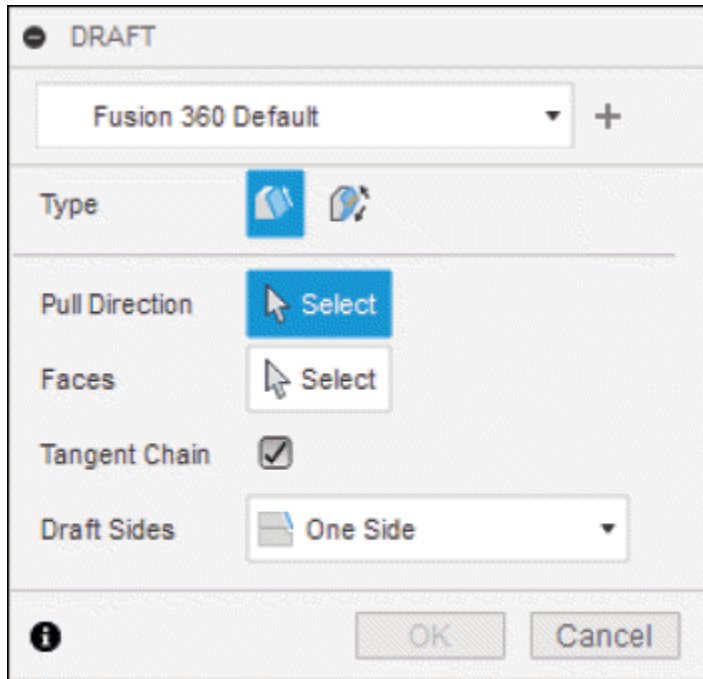 DRAFT
Fusion 360 Default
Type
Pull Direction Select
Faces Select
Tangent Chain
Draft Sides One Side
OK Cancel